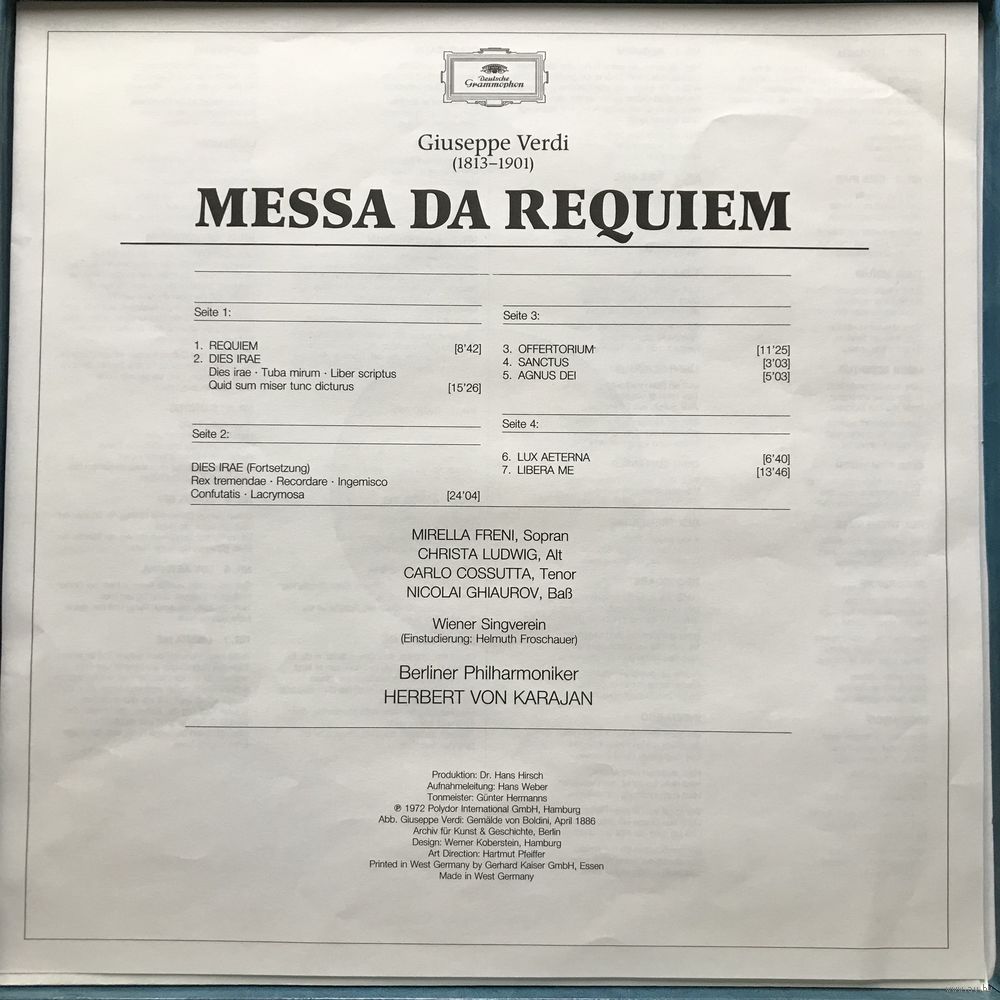 Deutsche
Grammophon
Giuseppe Verdi
(1813–1901)
MESSA DA REQUIEM
Seite 1:
1. REQUIEM [8'42]
2. DIES IRAE
Dies irae · Tuba mirum · Liber scriptus
Quid sum miser tunc dicturus [15'26]
Seite 2:
DIES IRAE (Fortsetzung)
Rex tremendae · Recordare · Ingemisco
Confutatis · Lacrymosa [24'04]
Seite 3:
3. OFFERTORIUM [11'25]
4. SANCTUS [3'03]
5. AGNUS DEI [5'03]
Seite 4:
6. LUX AETERNA [6'40]
7. LIBERA ME [13'46]
MIRELLA FRENI, Sopran
CHRISTA LUDWIG, Alt
CARLO COSSUTTA, Tenor
NICOLAI GHIAUROV, Baß
Wiener Singverein
(Einstudierung: Helmuth Froschauer)
Berliner Philharmoniker
HERBERT VON KARAJAN
Produktion: Dr. Hans Hirsch
Aufnahmeleitung: Hans Weber
Tonmeister: Günter Hermanns
℗ 1972 Polydor International GmbH, Hamburg
Abb. Giuseppe Verdi: Gemälde von Boldini, April 1886
Archiv für Kunst & Geschichte, Berlin
Design: Werner Koberstein, Hamburg
Art Direction: Hartmut Pfeiffer
Printed in West Germany by Gerhard Kaiser GmbH, Essen
Made in West Germany